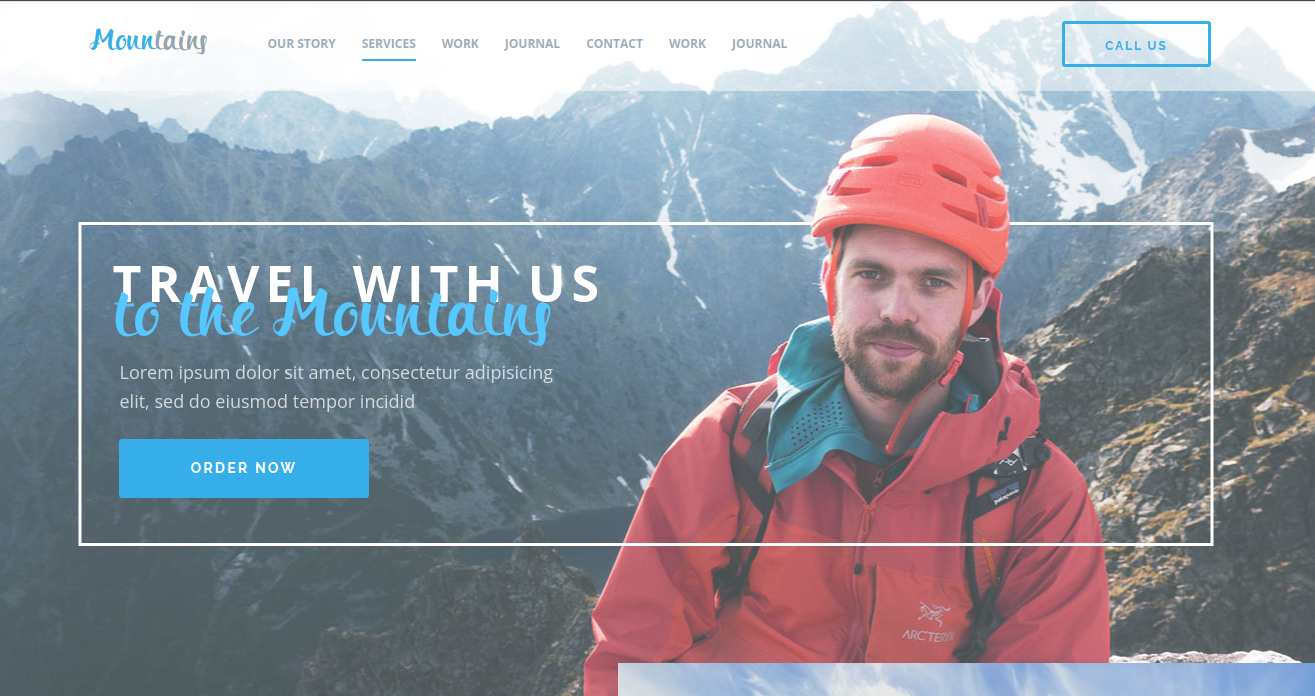 Mountains
OUR STORY SERVICES WORK JOURNAL CONTACT WORK JOURNAL
CALL US
TRAVEL WITH US
to the Mountains
Lorem ipsum dolor sit amet, consectetur adipisicing
elit, sed do eiusmod tempor incidid
ORDER NOW
patagonia
ARC'TERYX